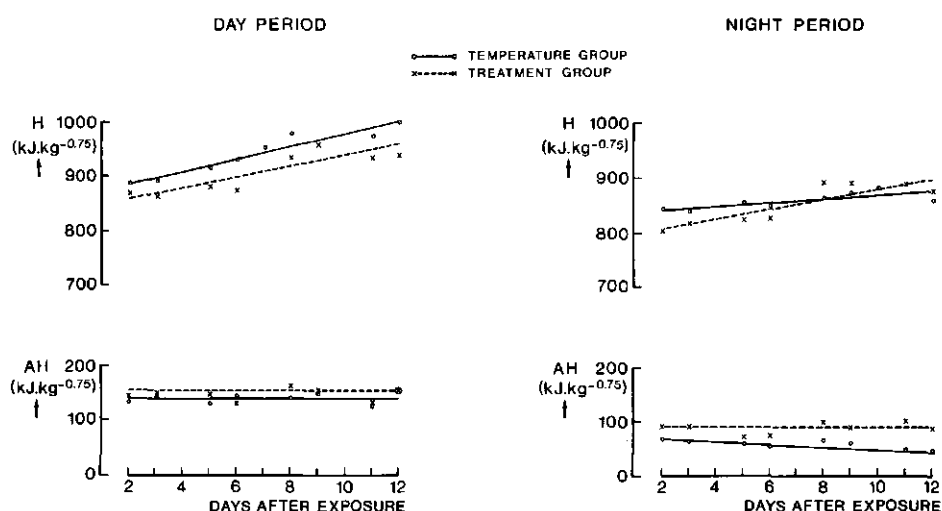 DAY PERIOD
NIGHT PERIOD
TEMPERATURE GROUP
TREATMENT GROUP
H
(kJ.kg⁻⁰·⁷⁵)
1000
900
800
700
AH
(kJ.kg⁻⁰·⁷⁵)
200
100
0
2 4 6 8 10 12
DAYS AFTER EXPOSURE
H
(kJ.kg⁻⁰·⁷⁵)
1000
900
800
700
AH
(kJ.kg⁻⁰·⁷⁵)
200
100
0
2 4 6 8 10 12
DAYS AFTER EXPOSURE